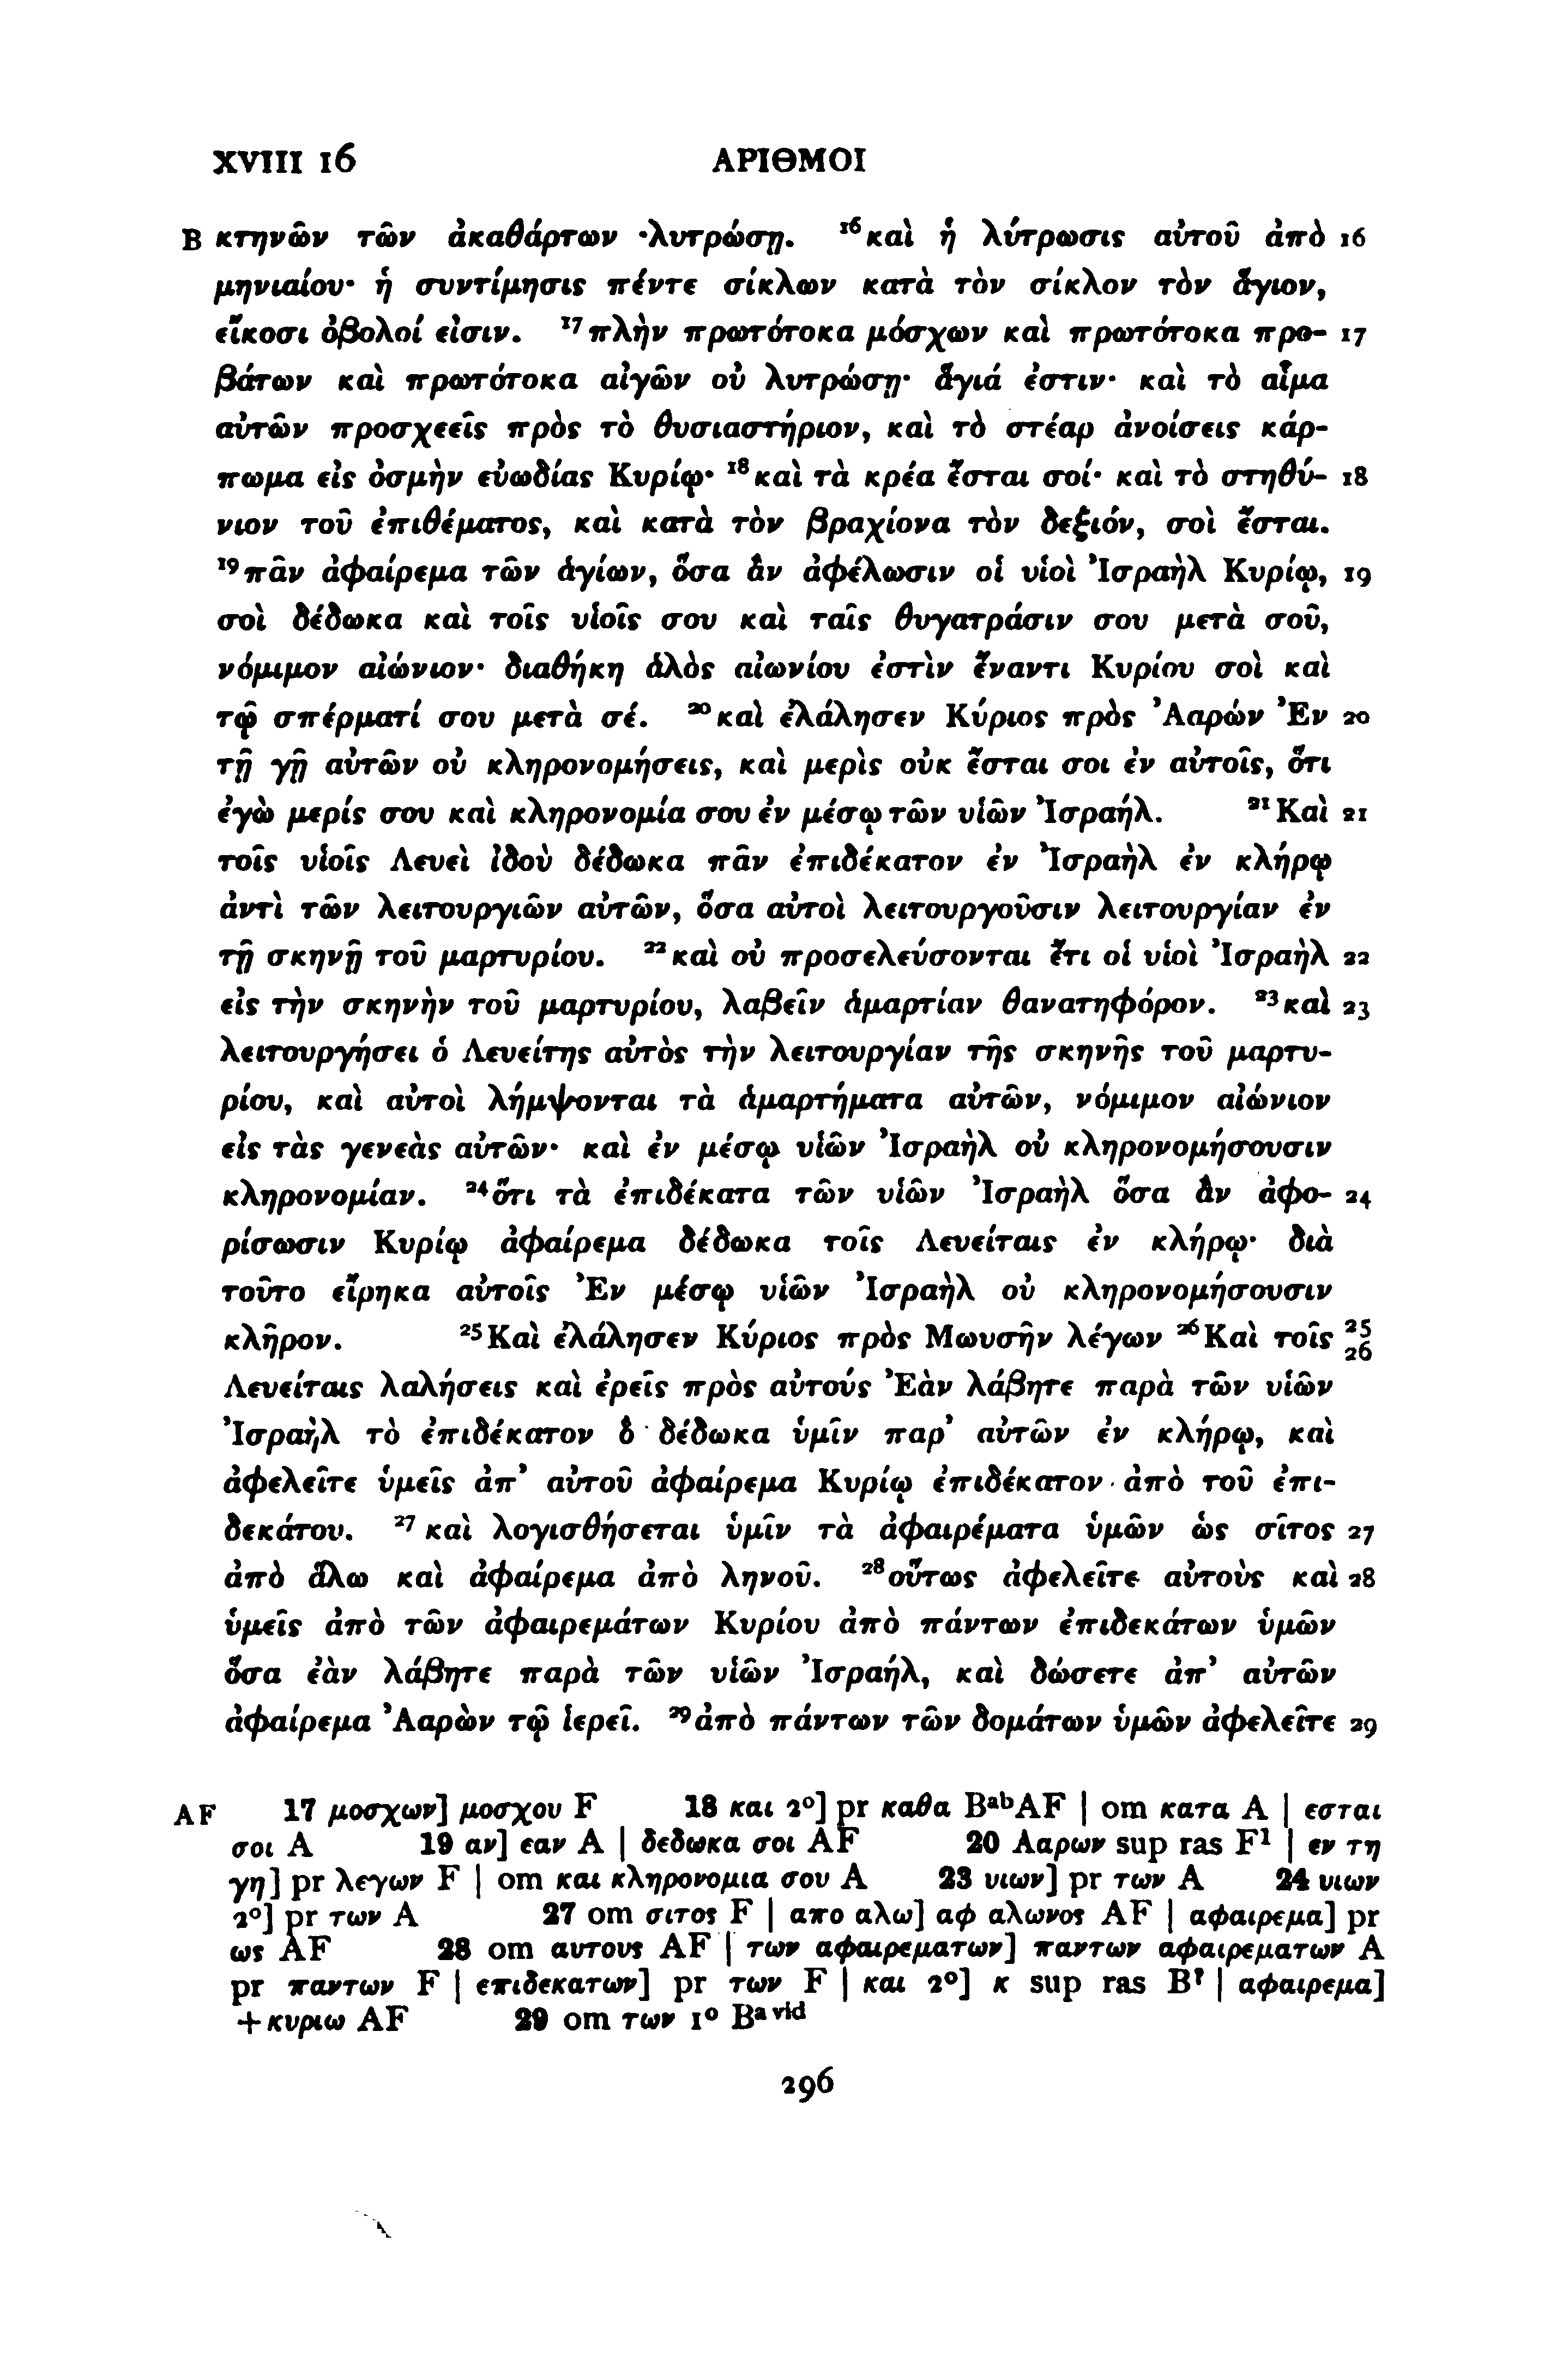 XVIII 16 ΑΡΙΘΜΟΙ
B κτηνῶν τῶν ἀκαθάρτων λυτρώσῃ. ¹⁶καὶ ἡ λύτρωσις αὐτοῦ ἀπὸ 16
μηνιαίου· ἡ συντίμησις πέντε σίκλων κατὰ τὸν σίκλον τὸν ἅγιον,
εἴκοσι ὀβολοί εἰσιν. ¹⁷πλὴν πρωτότοκα μόσχων καὶ πρωτότοκα προ- 17
βάτων καὶ πρωτότοκα αἰγῶν οὐ λυτρώσῃ· ἅγιά ἐστιν· καὶ τὸ αἷμα
αὐτῶν προσχεεῖς πρὸς τὸ θυσιαστήριον, καὶ τὸ στέαρ ἀνοίσεις κάρ-
πωμα εἰς ὀσμὴν εὐωδίας Κυρίῳ· ¹⁸καὶ τὰ κρέα ἔσται σοί· καὶ τὸ στηθύ- 18
νιον τοῦ ἐπιθέματος, καὶ κατὰ τὸν βραχίονα τὸν δεξιόν, σοὶ ἔσται.
¹⁹πᾶν ἀφαίρεμα τῶν ἁγίων, ὅσα ἂν ἀφέλωσιν οἱ υἱοὶ Ἰσραὴλ Κυρίῳ, 19
σοὶ δέδωκα καὶ τοῖς υἱοῖς σου καὶ ταῖς θυγατράσιν σου μετὰ σοῦ,
νόμιμον αἰώνιον· διαθήκη ἁλὸς αἰωνίου ἐστὶν ἔναντι Κυρίου σοὶ καὶ
τῷ σπέρματί σου μετὰ σέ. ²⁰καὶ ἐλάλησεν Κύριος πρὸς Ἀαρών Ἐν 20
τῇ γῇ αὐτῶν οὐ κληρονομήσεις, καὶ μερὶς οὐκ ἔσται σοι ἐν αὐτοῖς, ὅτι
ἐγὼ μερίς σου καὶ κληρονομία σου ἐν μέσῳ τῶν υἱῶν Ἰσραήλ. ²¹Καὶ 21
τοῖς υἱοῖς Λευεὶ ἰδοὺ δέδωκα πᾶν ἐπιδέκατον ἐν Ἰσραὴλ ἐν κλήρῳ
ἀντὶ τῶν λειτουργιῶν αὐτῶν, ὅσα αὐτοὶ λειτουργοῦσιν λειτουργίαν ἐν
τῇ σκηνῇ τοῦ μαρτυρίου. ²²καὶ οὐ προσελεύσονται ἔτι οἱ υἱοὶ Ἰσραὴλ 22
εἰς τὴν σκηνὴν τοῦ μαρτυρίου, λαβεῖν ἁμαρτίαν θανατηφόρον. ²³καὶ 23
λειτουργήσει ὁ Λευείτης αὐτὸς τὴν λειτουργίαν τῆς σκηνῆς τοῦ μαρτυ-
ρίου, καὶ αὐτοὶ λήμψονται τὰ ἁμαρτήματα αὐτῶν, νόμιμον αἰώνιον
εἰς τὰς γενεὰς αὐτῶν· καὶ ἐν μέσῳ υἱῶν Ἰσραὴλ οὐ κληρονομήσουσιν
κληρονομίαν. ²⁴ὅτι τὰ ἐπιδέκατα τῶν υἱῶν Ἰσραὴλ ὅσα ἂν ἀφο- 24
ρίσωσιν Κυρίῳ ἀφαίρεμα δέδωκα τοῖς Λευείταις ἐν κλήρῳ· διὰ
τοῦτο εἴρηκα αὐτοῖς Ἐν μέσῳ υἱῶν Ἰσραὴλ οὐ κληρονομήσουσιν
κλῆρον. ²⁵Καὶ ἐλάλησεν Κύριος πρὸς Μωυσῆν λέγων ²⁶Καὶ τοῖς 25 26
Λευείταις λαλήσεις καὶ ἐρεῖς πρὸς αὐτούς Ἐὰν λάβητε παρὰ τῶν υἱῶν
Ἰσραὴλ τὸ ἐπιδέκατον ὃ δέδωκα ὑμῖν παρ' αὐτῶν ἐν κλήρῳ, καὶ
ἀφελεῖτε ὑμεῖς ἀπ' αὐτοῦ ἀφαίρεμα Κυρίῳ ἐπιδέκατον ἀπὸ τοῦ ἐπι-
δεκάτου. ²⁷καὶ λογισθήσεται ὑμῖν τὰ ἀφαιρέματα ὑμῶν ὡς σῖτος 27
ἀπὸ ἅλω καὶ ἀφαίρεμα ἀπὸ ληνοῦ. ²⁸οὕτως ἀφελεῖτε αὐτοὺς καὶ 28
ὑμεῖς ἀπὸ τῶν ἀφαιρεμάτων Κυρίου ἀπὸ πάντων ἐπιδεκάτων ὑμῶν
ὅσα ἐὰν λάβητε παρὰ τῶν υἱῶν Ἰσραήλ, καὶ δώσετε ἀπ' αὐτῶν
ἀφαίρεμα Ἀαρὼν τῷ ἱερεῖ. ²⁹ἀπὸ πάντων τῶν δομάτων ὑμῶν ἀφελεῖτε 29
AF 17 μοσχων] μοσχου F 18 και 2°] pr καθα BᵃᵇAF | om κατα A | εσται
σοι A 19 αν] εαν A | δεδωκα σοι AF 20 Ααρων sup ras F¹ | εν τη
γη] pr λεγων F | om και κληρονομια σου A 23 υιων] pr των A 24 υιων
2°] pr των A 27 om σιτος F | απο αλω] αφ αλωνος AF | αφαιρεμα] pr
ως AF 28 om αυτους AF | των αφαιρεματων] παντων αφαιρεματων A
pr παντων F | επιδεκατων] pr των F | και 2°] κ sup ras B? | αφαιρεμα]
+κυριω AF 29 om των 1° Bᵃ ᵛⁱᵈ
296